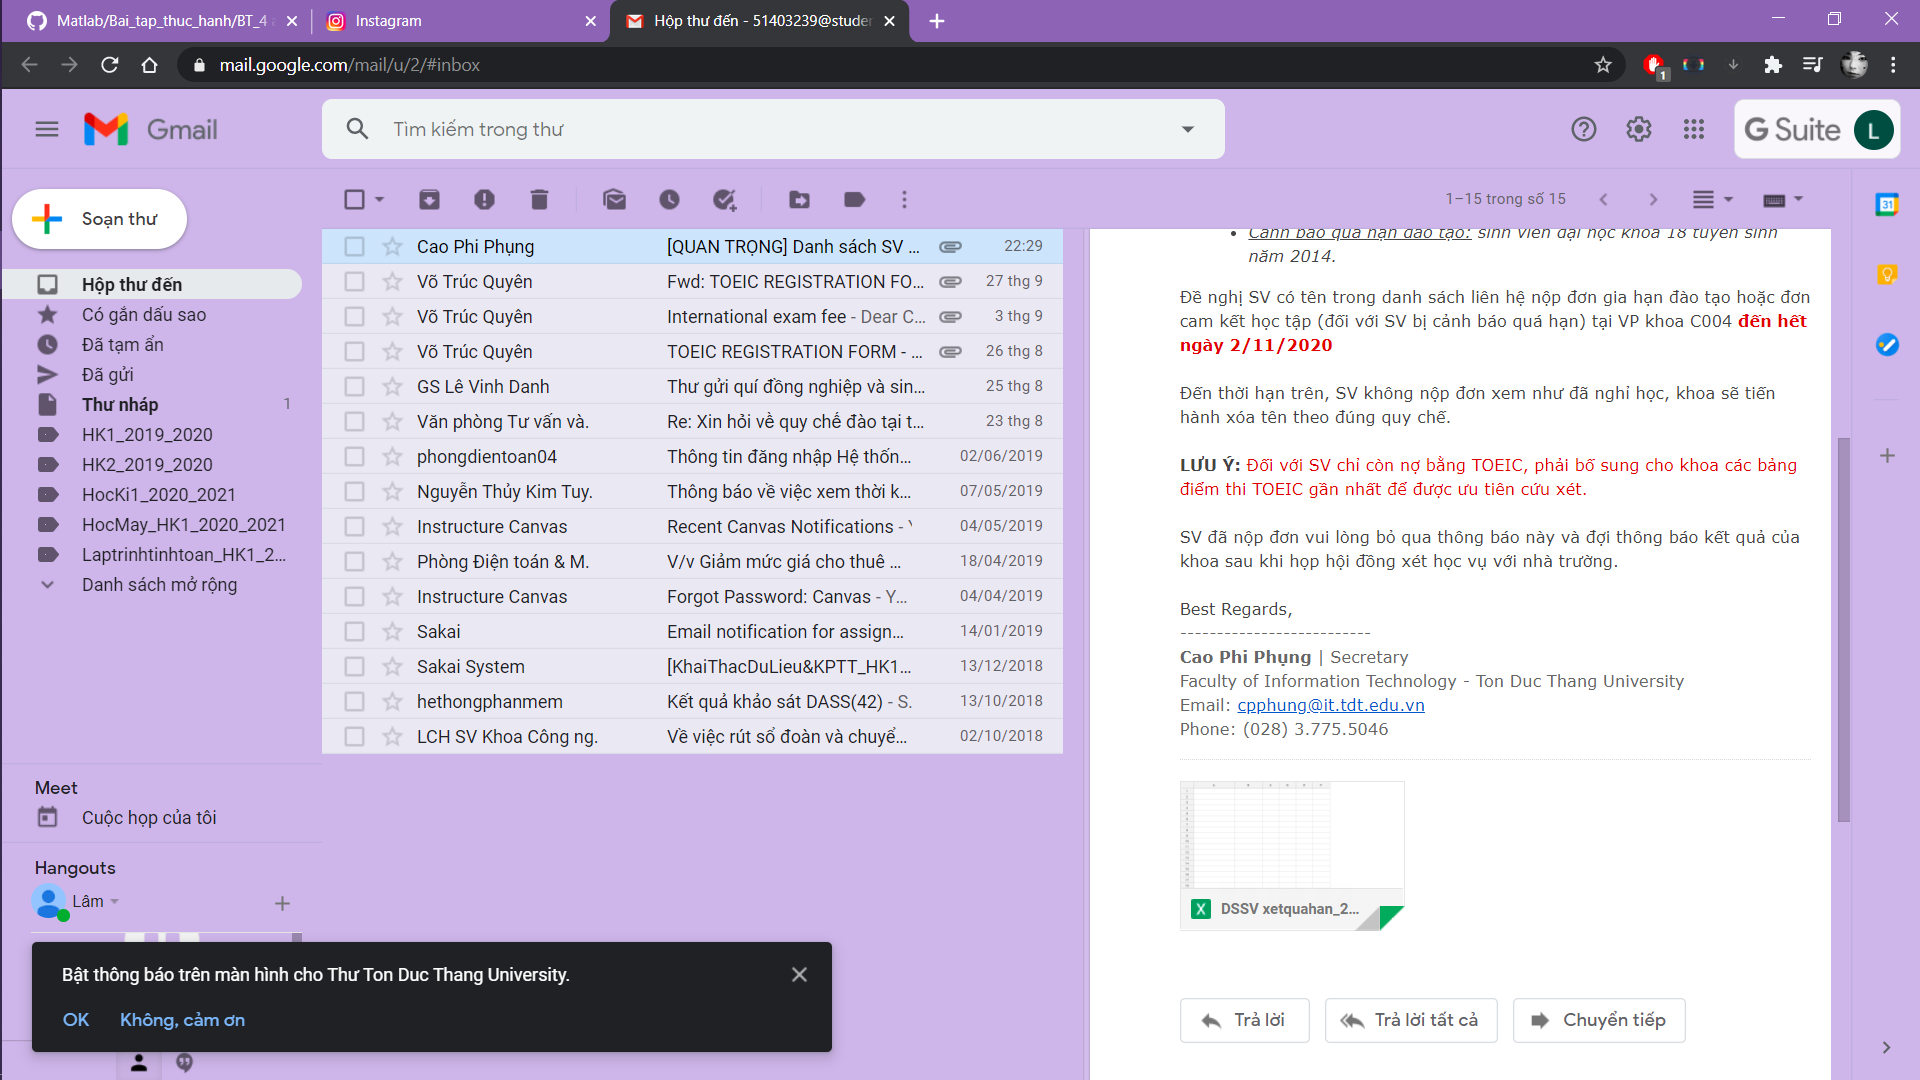 Matlab/Bai_tap_thuc_hanh/BT_4
Instagram
Hộp thư đến - 51403239@studen
mail.google.com/mail/u/2/#inbox
1
Gmail
Tìm kiếm trong thư
G Suite
L
Soạn thư
1–15 trong số 15
31
Hộp thư đến
Có gắn dấu sao
Đã tạm ẩn
Đã gửi
Thư nháp 1
HK1_2019_2020
HK2_2019_2020
HocKi1_2020_2021
HocMay_HK1_2020_2021
Laptrinhtinhtoan_HK1_2...
Danh sách mở rộng
Meet
Cuộc họp của tôi
Hangouts
Lâm
Cao Phi Phụng [QUAN TRỌNG] Danh sách SV ... 22:29
Võ Trúc Quyên Fwd: TOEIC REGISTRATION FO... 27 thg 9
Võ Trúc Quyên International exam fee - Dear C... 3 thg 9
Võ Trúc Quyên TOEIC REGISTRATION FORM - ... 26 thg 8
GS Lê Vinh Danh Thư gửi quí đồng nghiệp và sin... 25 thg 8
Văn phòng Tư vấn và. Re: Xin hỏi về quy chế đào tại t... 23 thg 8
phongdientoan04 Thông tin đăng nhập Hệ thốn... 02/06/2019
Nguyễn Thủy Kim Tuy. Thông báo về việc xem thời k... 07/05/2019
Instructure Canvas Recent Canvas Notifications - 04/05/2019
Phòng Điện toán & M. V/v Giảm mức giá cho thuê ... 18/04/2019
Instructure Canvas Forgot Password: Canvas - Y... 04/04/2019
Sakai Email notification for assign... 14/01/2019
Sakai System [KhaiThacDuLieu&KPTT_HK1... 13/12/2018
hethongphanmem Kết quả khảo sát DASS(42) - S. 13/10/2018
LCH SV Khoa Công ng. Về việc rút sổ đoàn và chuyể... 02/10/2018
• Cảnh báo quá hạn đào tạo: sinh viên đại học khóa 18 tuyển sinh
năm 2014.
Đề nghị SV có tên trong danh sách liên hệ nộp đơn gia hạn đào tạo hoặc đơn
cam kết học tập (đối với SV bị cảnh báo quá hạn) tại VP khoa C004 đến hết
ngày 2/11/2020
Đến thời hạn trên, SV không nộp đơn xem như đã nghỉ học, khoa sẽ tiến
hành xóa tên theo đúng quy chế.
LƯU Ý: Đối với SV chỉ còn nợ bằng TOEIC, phải bổ sung cho khoa các bảng
điểm thi TOEIC gần nhất để được ưu tiên cứu xét.
SV đã nộp đơn vui lòng bỏ qua thông báo này và đợi thông báo kết quả của
khoa sau khi họp hội đồng xét học vụ với nhà trường.
Best Regards,
--------------------------
Cao Phi Phụng | Secretary
Faculty of Information Technology - Ton Duc Thang University
Email: cpphung@it.tdt.edu.vn
Phone: (028) 3.775.5046
DSSV xetquahan_2...
Trả lời
Trả lời tất cả
Chuyển tiếp
Bật thông báo trên màn hình cho Thư Ton Duc Thang University.
OK
Không, cảm ơn